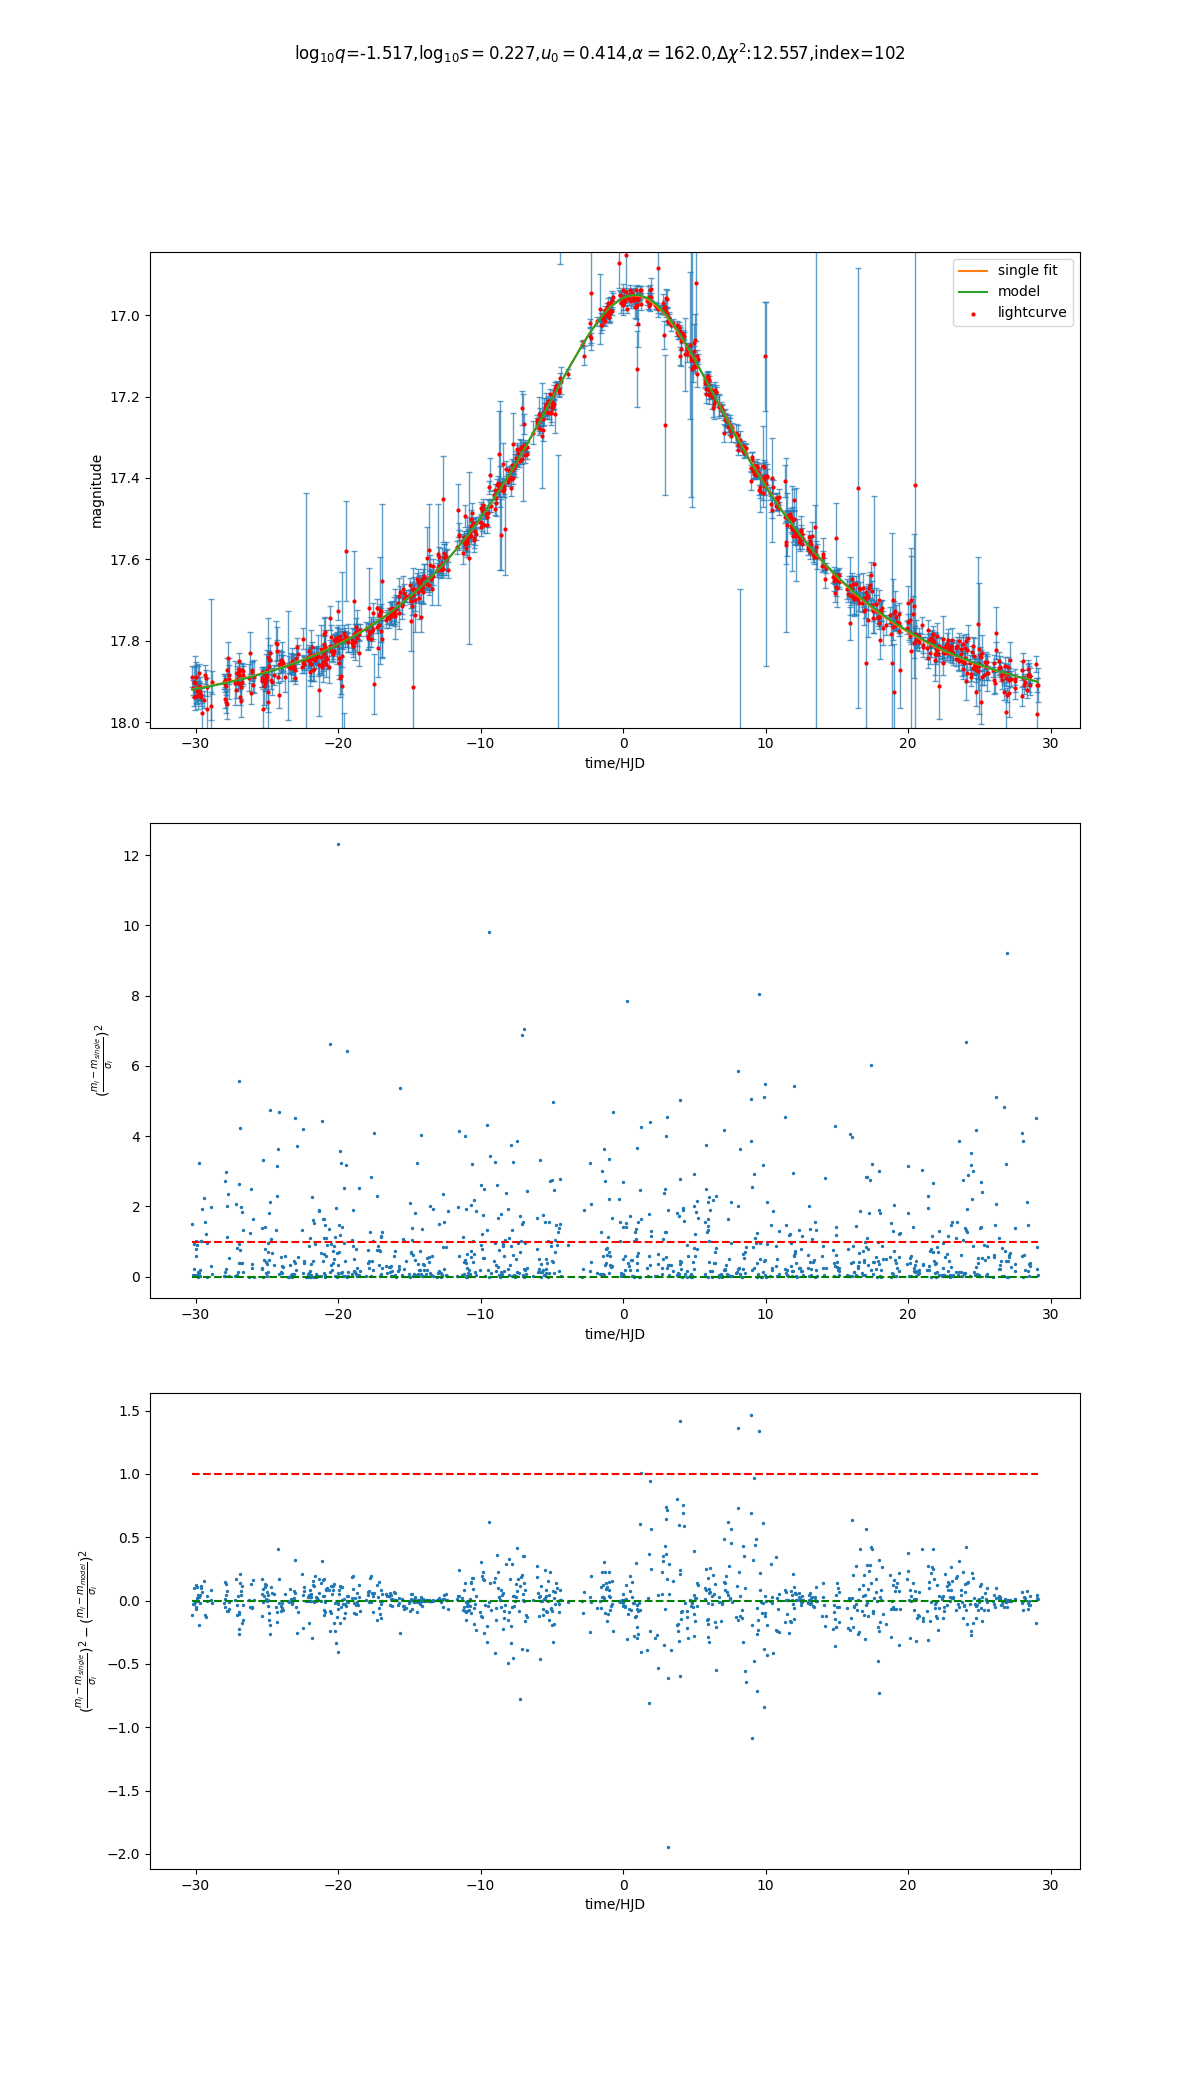 log₁₀q=-1.517,log₁₀s = 0.227,u₀ = 0.414,α = 162.0,Δχ²:12.557,index=102
single fit
model
lightcurve
17.0
17.2
17.4
17.6
17.8
18.0
magnitude
−30 −20 −10 0 10 20 30
time/HJD
12
10
8
6
4
2
0
((mᵢ − m_single)/σᵢ)²
−30 −20 −10 0 10 20 30
time/HJD
1.5
1.0
0.5
0.0
−0.5
−1.0
−1.5
−2.0
((mᵢ − m_single)/σᵢ)² − ((mᵢ − m_model)/σᵢ)²
−30 −20 −10 0 10 20 30
time/HJD